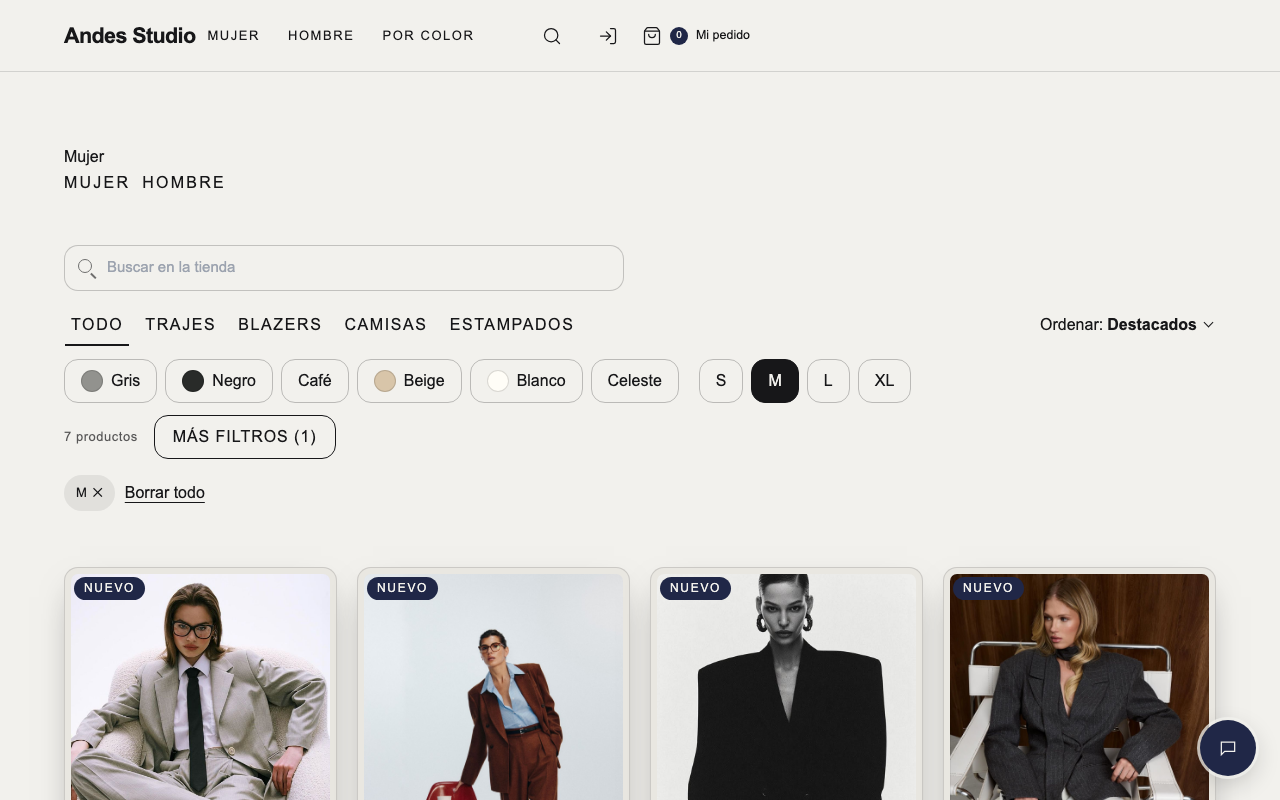 Andes Studio MUJER HOMBRE POR COLOR 0 Mi pedido
Mujer
MUJER HOMBRE
Buscar en la tienda
TODO TRAJES BLAZERS CAMISAS ESTAMPADOS Ordenar: Destacados
Gris Negro Café Beige Blanco Celeste S M L XL
7 productos MÁS FILTROS (1)
M Borrar todo
NUEVO NUEVO NUEVO NUEVO